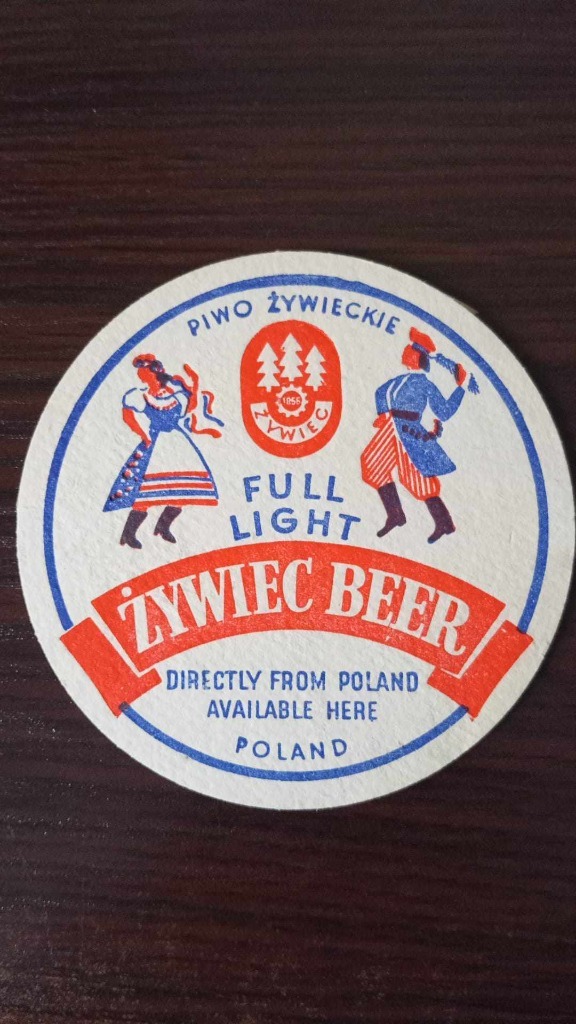 PIWO ŻYWIECKIE
1856
ŻYWIEC
FULL
LIGHT
ŻYWIEC BEER
DIRECTLY FROM POLAND
AVAILABLE HERE
POLAND